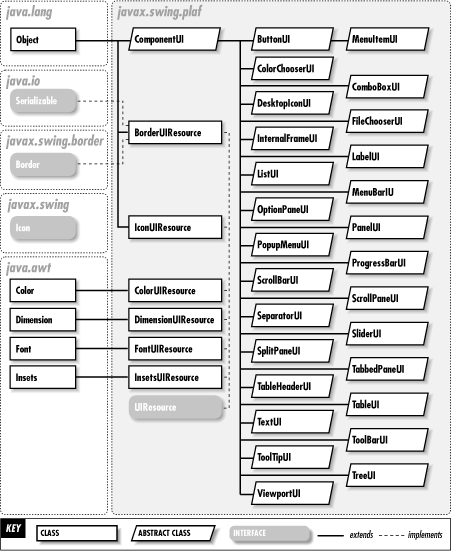 java.lang
javax.swing.plaf
Object
ComponentUI
ButtonUI
MenuItemUI
ColorChooserUI
java.io
ComboBoxUI
Serializable
DesktopIconUI
FileChooserUI
BorderUIResource
InternalFrameUI
javax.swing.border
LabelUI
Border
ListUI
MenuBarIU
javax.swing
OptionPaneUI
Icon
IconUIResource
PanelUI
PopupMenuUI
java.awt
ProgressBarUI
ScrollBarUI
Color
ColorUIResource
ScrollPaneUI
Dimension
DimensionUIResource
SeparatorUI
SliderUI
Font
FontUIResource
SplitPaneUI
TabbedPaneUI
Insets
InsetsUIResource
TableHeaderUI
UIResource
TableUI
TextUI
ToolBarUI
ToolTipUI
TreeUI
ViewportUI
KEY
CLASS
ABSTRACT CLASS
INTERFACE
extends
implements